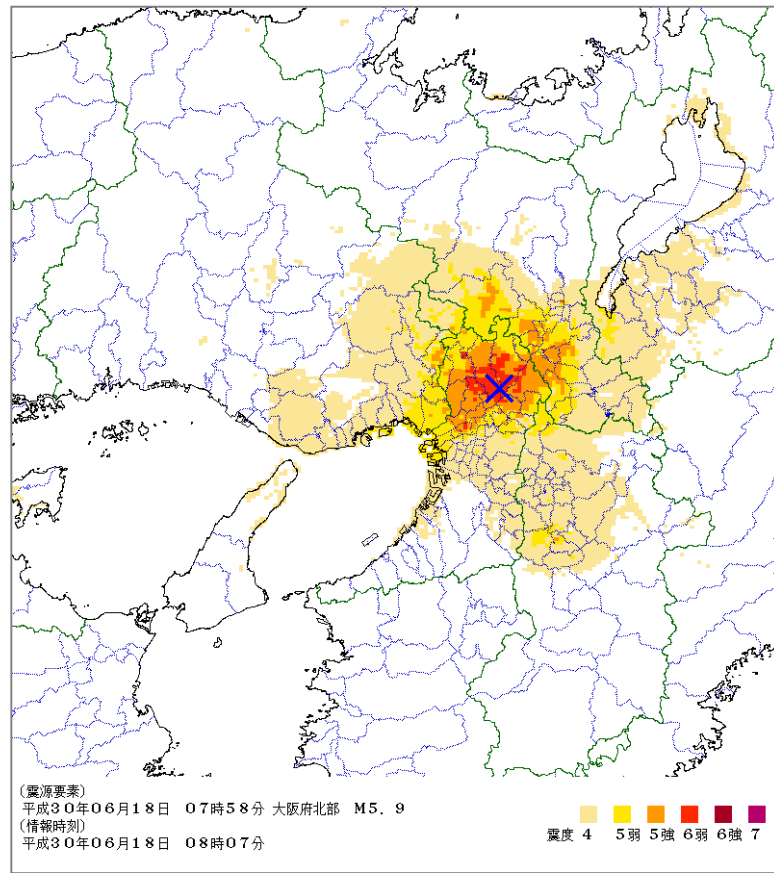 (震源要素)
平成３０年０６月１８日　０７時５８分 大阪府北部　Ｍ５．９
(情報時刻)
平成３０年０６月１８日　０８時０７分
震度 4　5弱 5強 6弱 6強 7